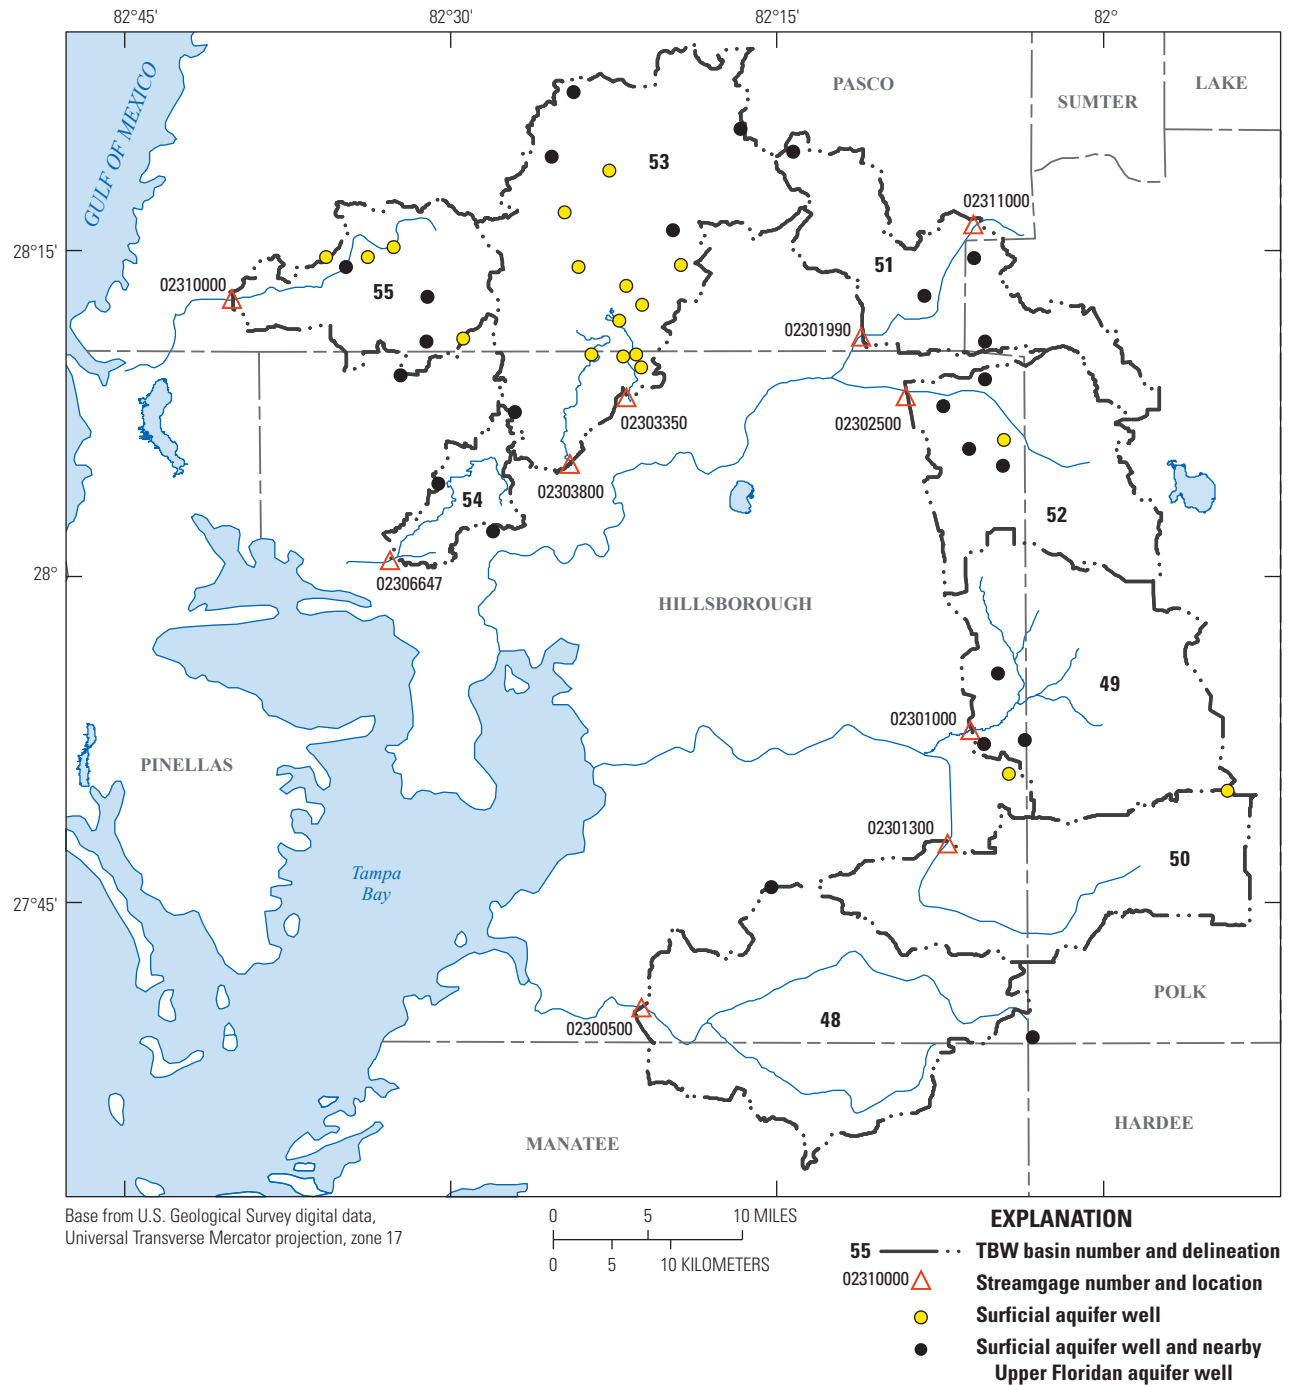 82°45'
82°30'
82°15'
82°
GULF OF MEXICO
PASCO
SUMTER
LAKE
53
02311000
28°15'
51
02310000
55
02301990
02303350
02302500
02303800
54
52
28°
02306647
HILLSBOROUGH
49
02301000
PINELLAS
02301300
50
Tampa
Bay
27°45'
POLK
02300500
48
MANATEE
HARDEE
Base from U.S. Geological Survey digital data,
Universal Transverse Mercator projection, zone 17
0 5 10 MILES
0 5 10 KILOMETERS
EXPLANATION
55 TBW basin number and delineation
02310000 Streamgage number and location
Surficial aquifer well
Surficial aquifer well and nearby
Upper Floridan aquifer well